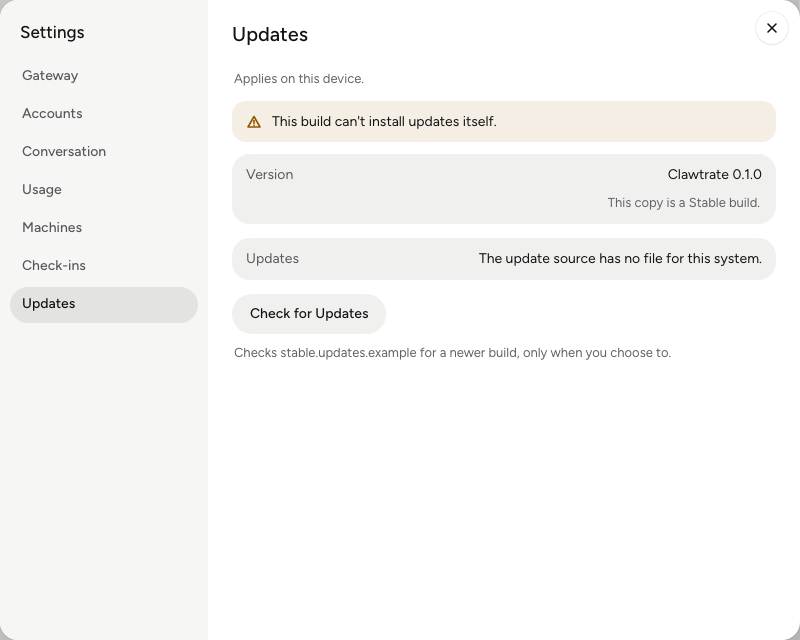 Settings
Gateway
Accounts
Conversation
Usage
Machines
Check-ins
Updates
Updates
Applies on this device.
This build can't install updates itself.
Version
Clawtrate 0.1.0
This copy is a Stable build.
Updates
The update source has no file for this system.
Check for Updates
Checks stable.updates.example for a newer build, only when you choose to.